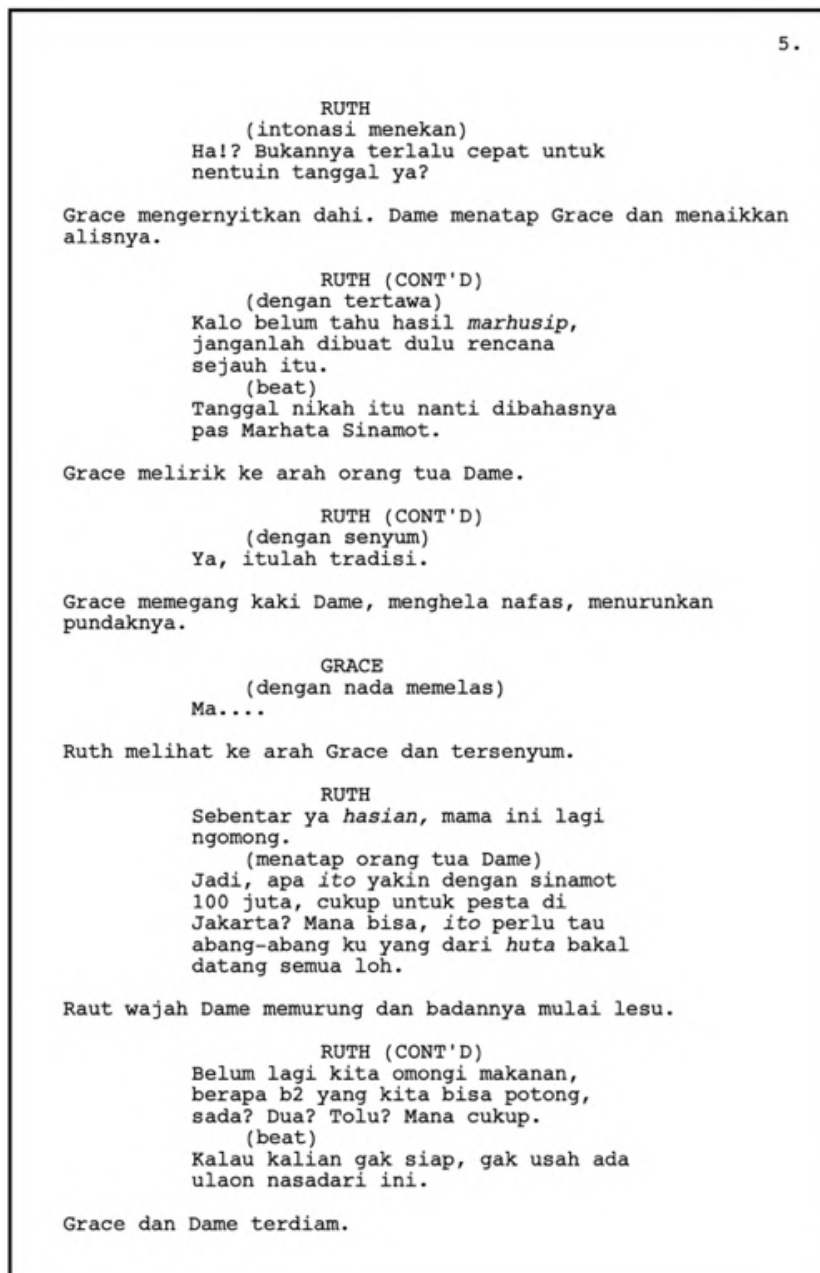 5.
RUTH
(intonasi menekan)
Ha!? Bukannya terlalu cepat untuk
nentuin tanggal ya?
Grace mengernyitkan dahi. Dame menatap Grace dan menaikkan
alisnya.
RUTH (CONT'D)
(dengan tertawa)
Kalo belum tahu hasil marhusip,
janganlah dibuat dulu rencana
sejauh itu.
(beat)
Tanggal nikah itu nanti dibahasnya
pas Marhata Sinamot.
Grace melirik ke arah orang tua Dame.
RUTH (CONT'D)
(dengan senyum)
Ya, itulah tradisi.
Grace memegang kaki Dame, menghela nafas, menurunkan
pundaknya.
GRACE
(dengan nada memelas)
Ma....
Ruth melihat ke arah Grace dan tersenyum.
RUTH
Sebentar ya hasian, mama ini lagi
ngomong.
(menatap orang tua Dame)
Jadi, apa ito yakin dengan sinamot
100 juta, cukup untuk pesta di
Jakarta? Mana bisa, ito perlu tau
abang-abang ku yang dari huta bakal
datang semua loh.
Raut wajah Dame memurung dan badannya mulai lesu.
RUTH (CONT'D)
Belum lagi kita omongi makanan,
berapa b2 yang kita bisa potong,
sada? Dua? Tolu? Mana cukup.
(beat)
Kalau kalian gak siap, gak usah ada
ulaon nasadari ini.
Grace dan Dame terdiam.